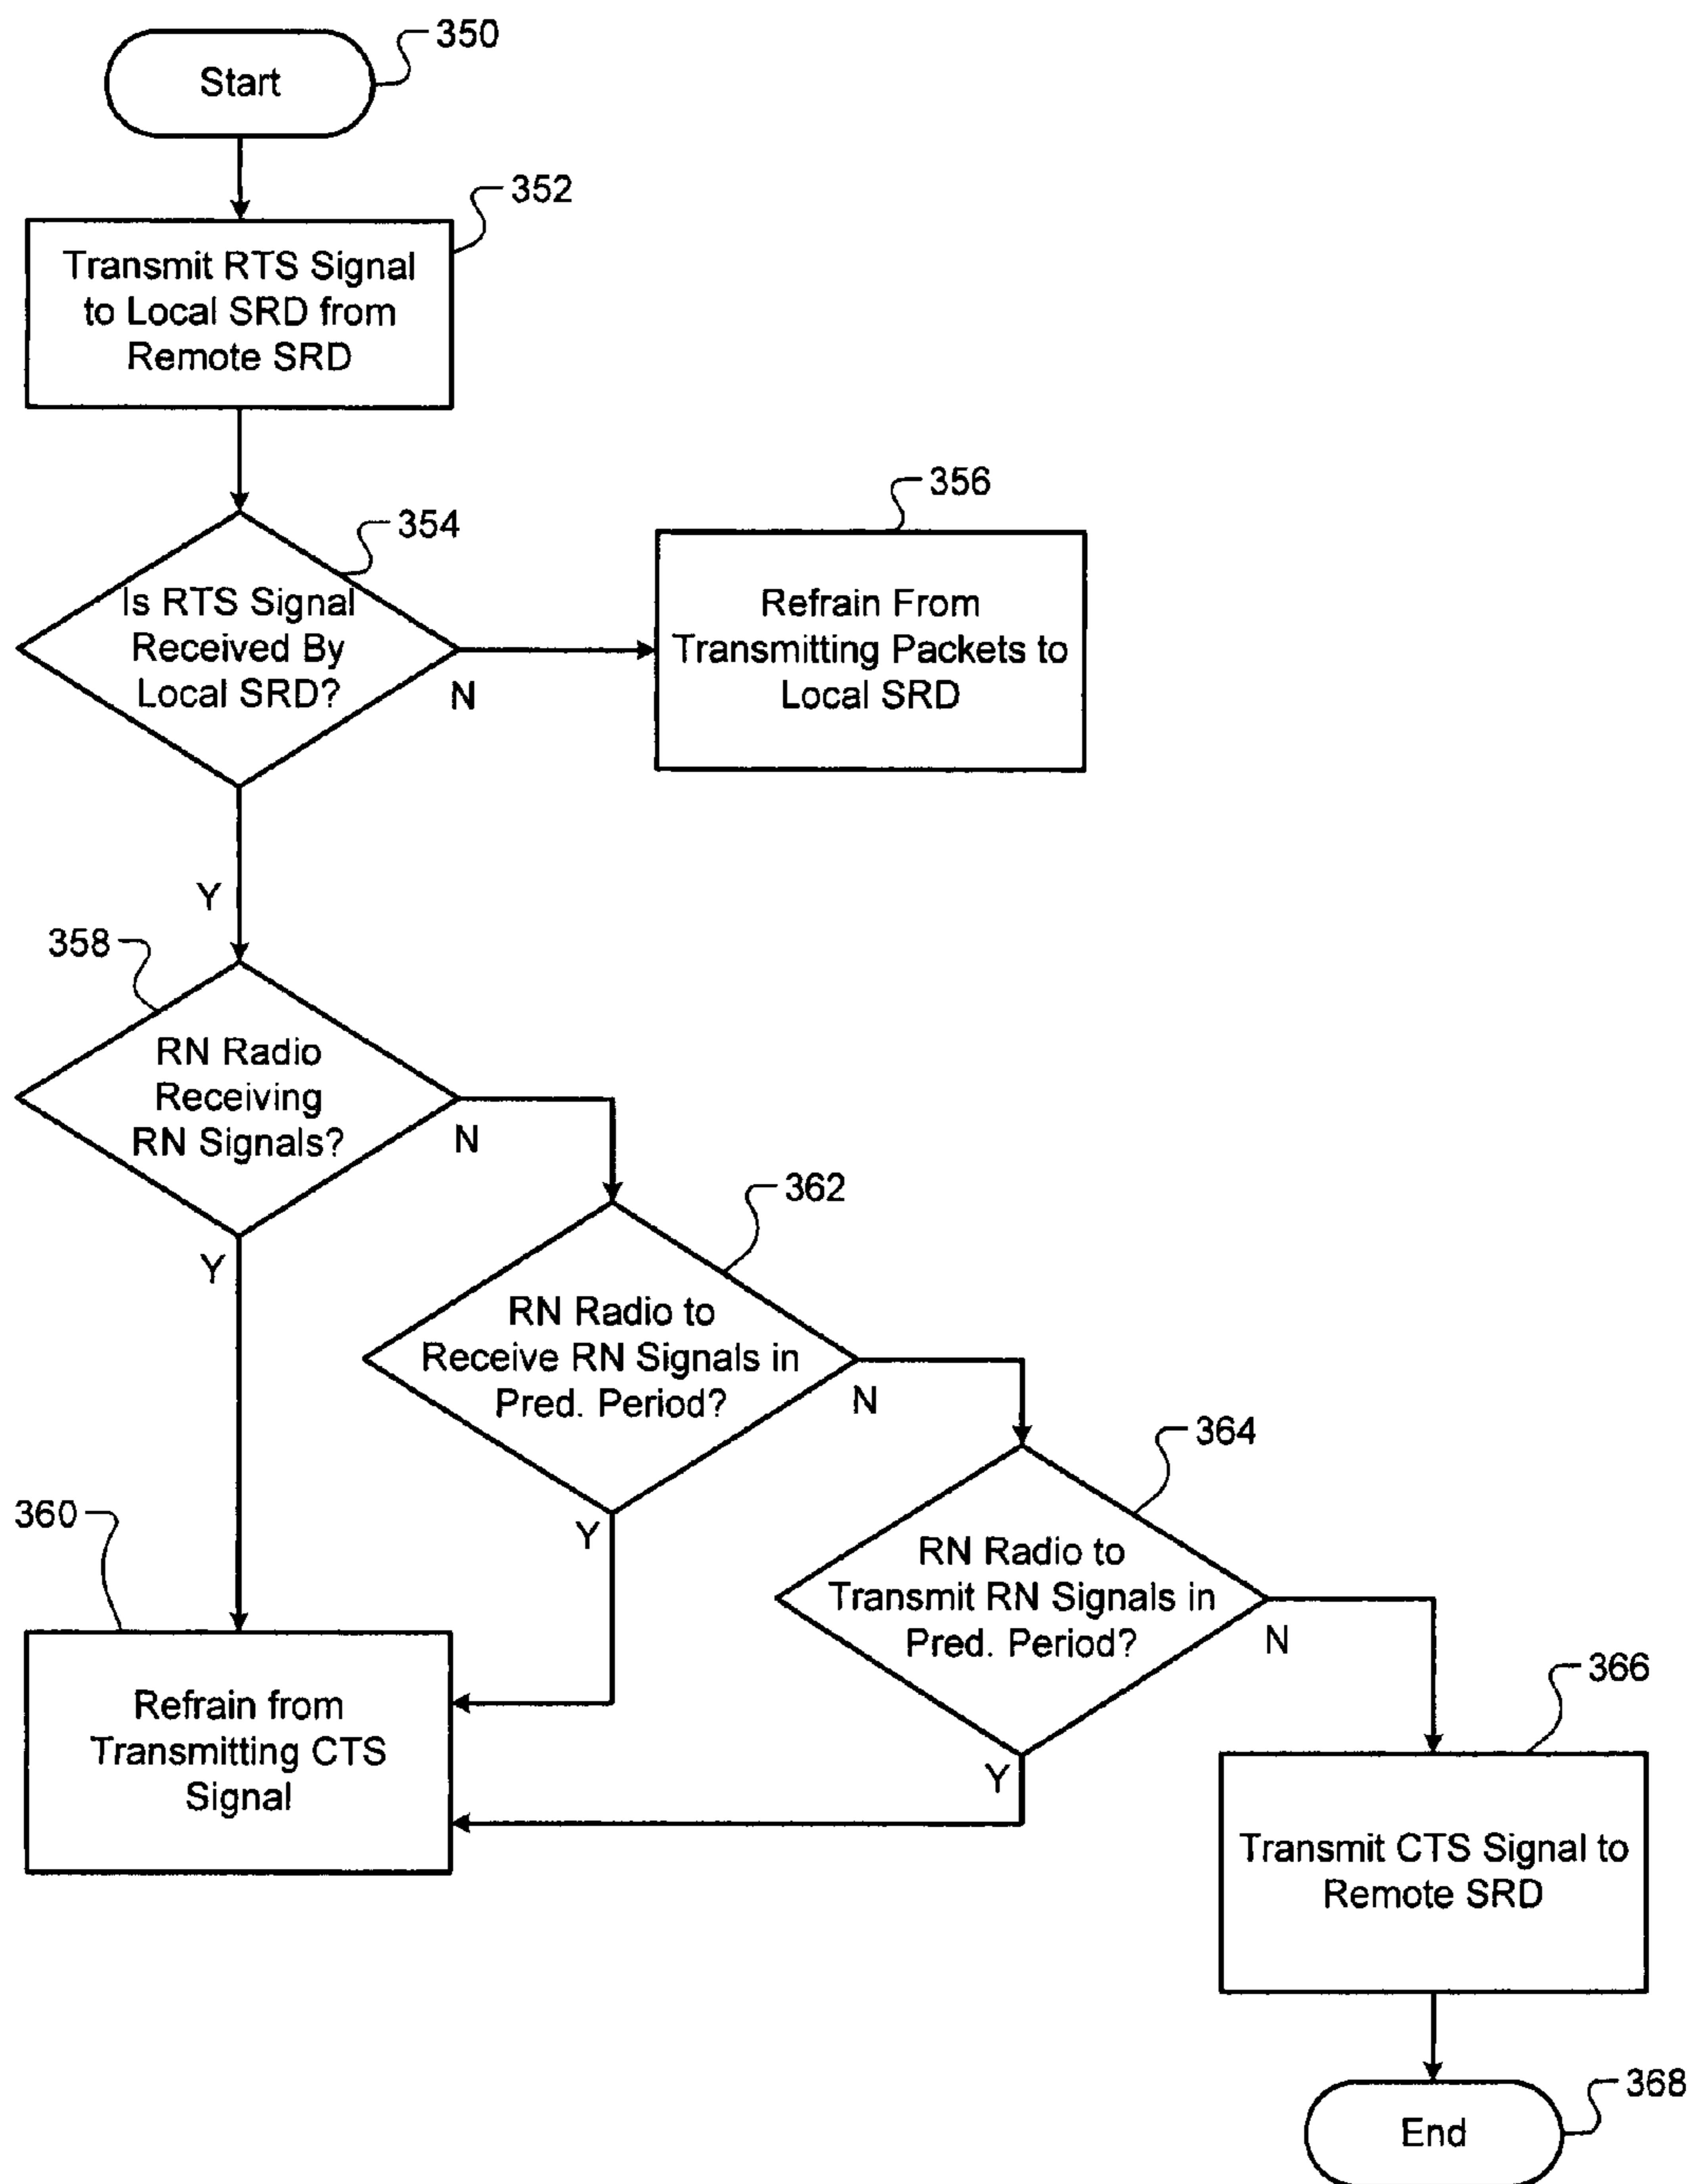 350
Start
352
Transmit RTS Signal
to Local SRD from
Remote SRD
354
Is RTS Signal
Received By
Local SRD?
N
Y
356
Refrain From
Transmitting Packets to
Local SRD
358
RN Radio
Receiving
RN Signals?
N
Y
362
RN Radio to
Receive RN Signals in
Pred. Period?
N
Y
364
RN Radio to
Transmit RN Signals in
Pred. Period?
N
Y
360
Refrain from
Transmitting CTS
Signal
366
Transmit CTS Signal to
Remote SRD
368
End